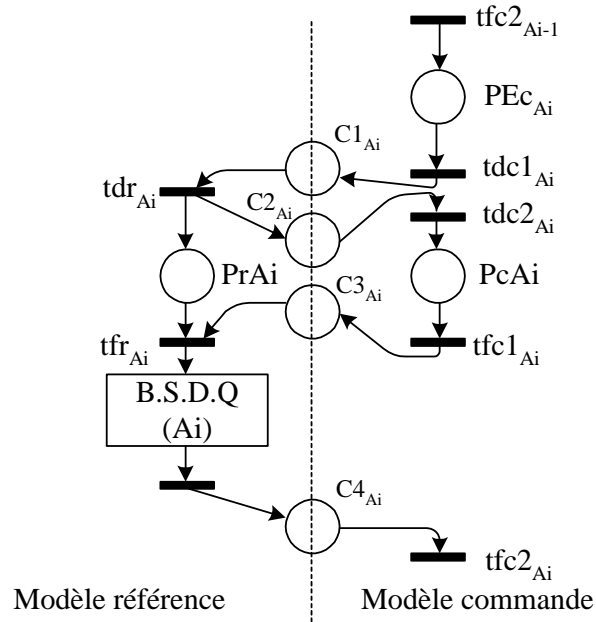 tfc2Ai-1
PEcAi
C1Ai
tdc1Ai
tdrAi
C2Ai
tdc2Ai
PrAi
C3Ai
PcAi
tfrAi
tfc1Ai
B.S.D.Q
(Ai)
C4Ai
tfc2Ai
Modèle référence
Modèle commande